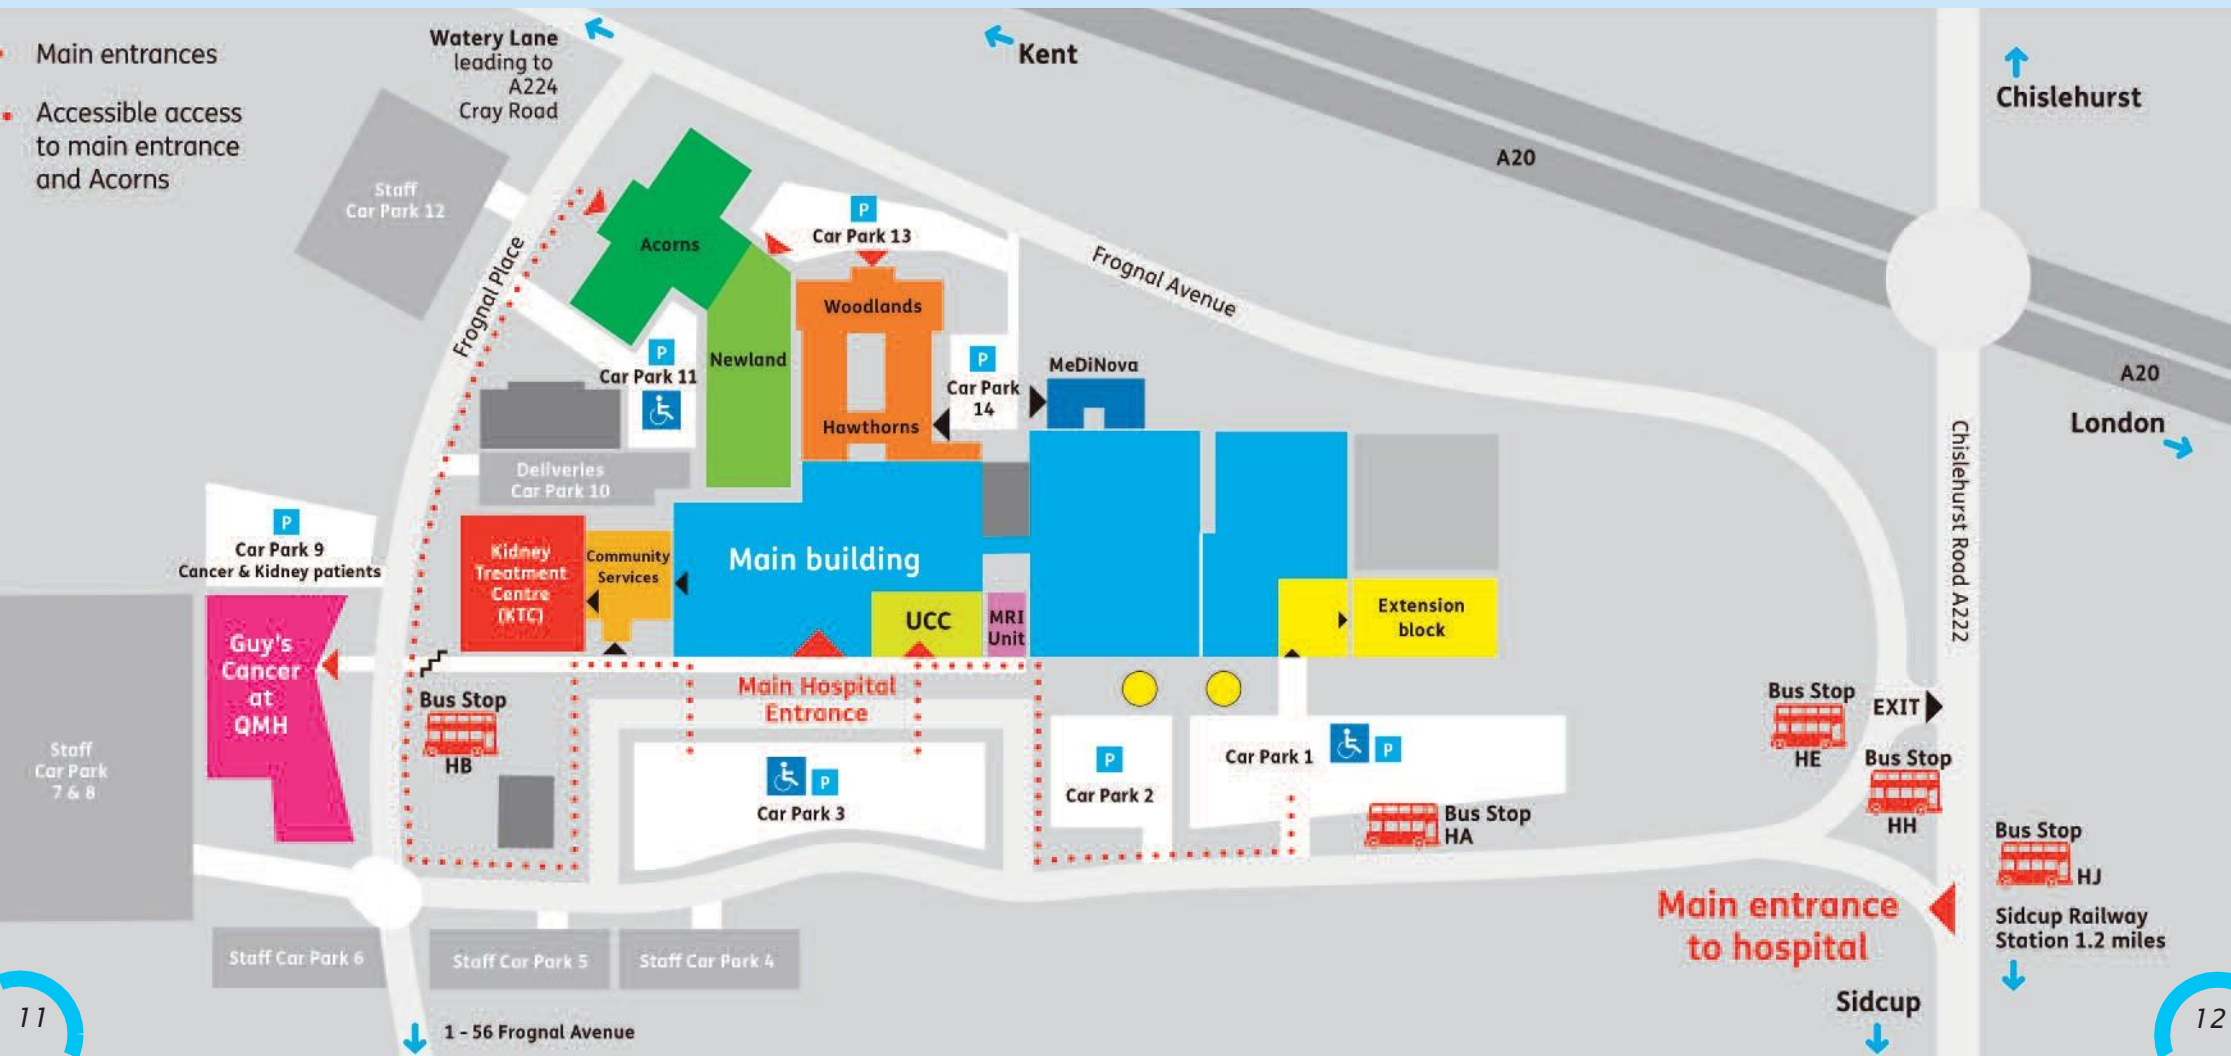 Main entrances
Accessible access
to main entrance
and Acorns
Watery Lane
leading to
A224
Cray Road
Kent
Chislehurst
A20
Staff
Car Park 12
Frognal Place
Acorns
P
Car Park 13
Frognal Avenue
Woodlands
P
Car Park 11
Newland
P
Car Park
14
MeDiNova
Hawthorns
A20
London
Chislehurst Road A222
Deliveries
Car Park 10
P
Car Park 9
Cancer & Kidney patients
Kidney
Treatment
Centre
(KTC)
Community
Services
Main building
UCC
MRI
Unit
Extension
block
Guy's
Cancer
at
QMH
Main Hospital
Entrance
Bus Stop
HB
Staff
Car Park
7 & 8
P
Car Park 3
P
Car Park 2
Car Park 1
P
Bus Stop
HA
Bus Stop
HE
EXIT
Bus Stop
HH
Bus Stop
HJ
Main entrance
to hospital
Sidcup Railway
Station 1.2 miles
Sidcup
Staff Car Park 6
Staff Car Park 5
Staff Car Park 4
1 - 56 Frognal Avenue
11
12